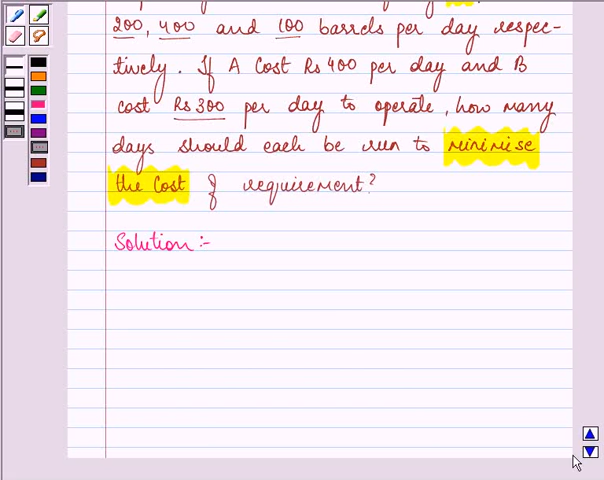 200, 400 and 100 barrels per day respec-
tively. If A Cost Rs 400 per day and B
cost Rs 300 per day to operate, how many
days should each be run to minimise
the Cost of requirement?
Solution:-